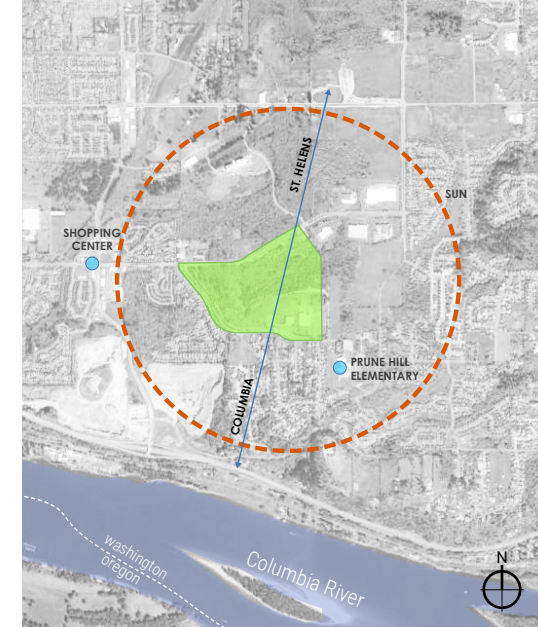 ST. HELENS
SUN
SHOPPING
CENTER
PRUNE HILL
ELEMENTARY
COLUMBIA
washington
oregon
Columbia River
N